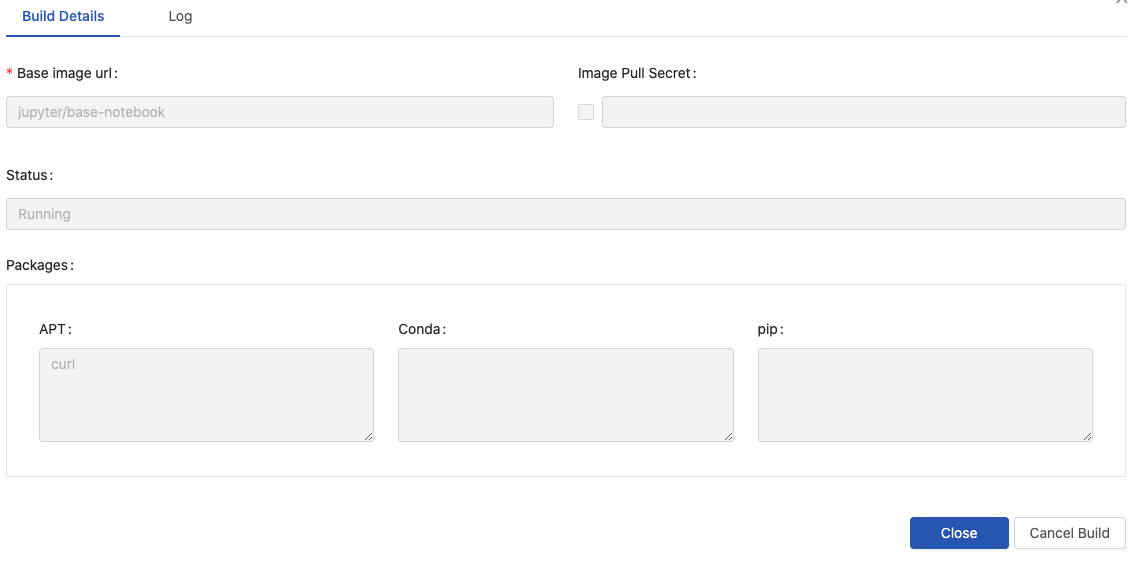 Build Details Log
* Base image url: Image Pull Secret:
jupyter/base-notebook
Status:
Running
Packages:
APT: Conda: pip:
curl
Close Cancel Build